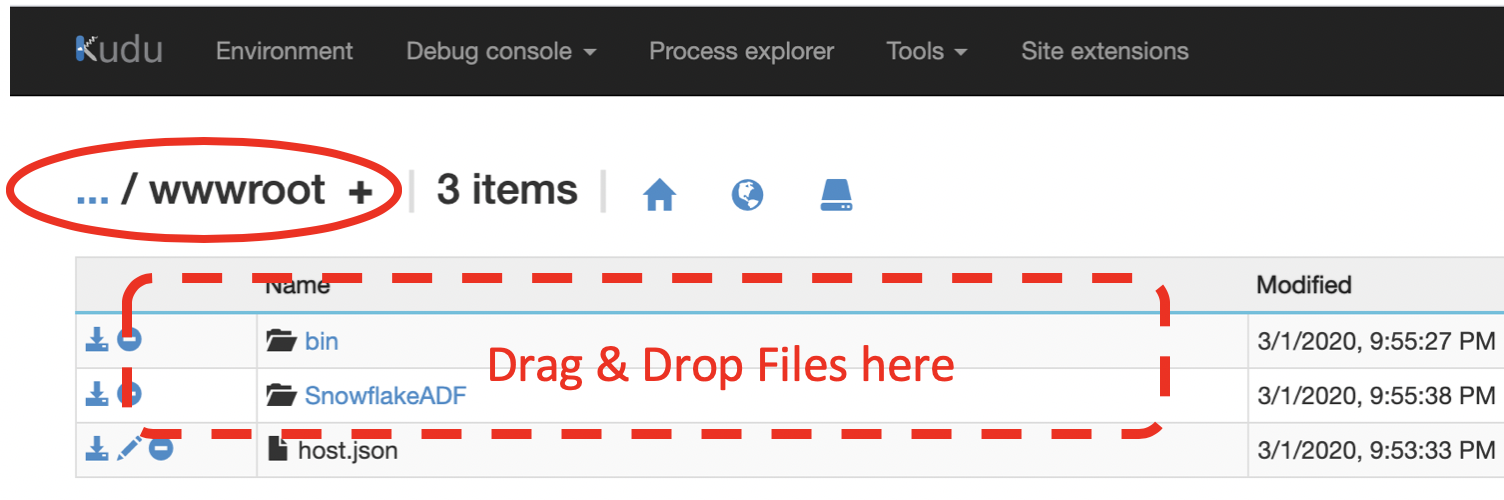 Kudu Environment Debug console Process explorer Tools Site extensions
... / wwwroot + | 3 items |
Name Modified
bin 3/1/2020, 9:55:27 PM
Drag & Drop Files here
SnowflakeADF 3/1/2020, 9:55:38 PM
host.json 3/1/2020, 9:53:33 PM